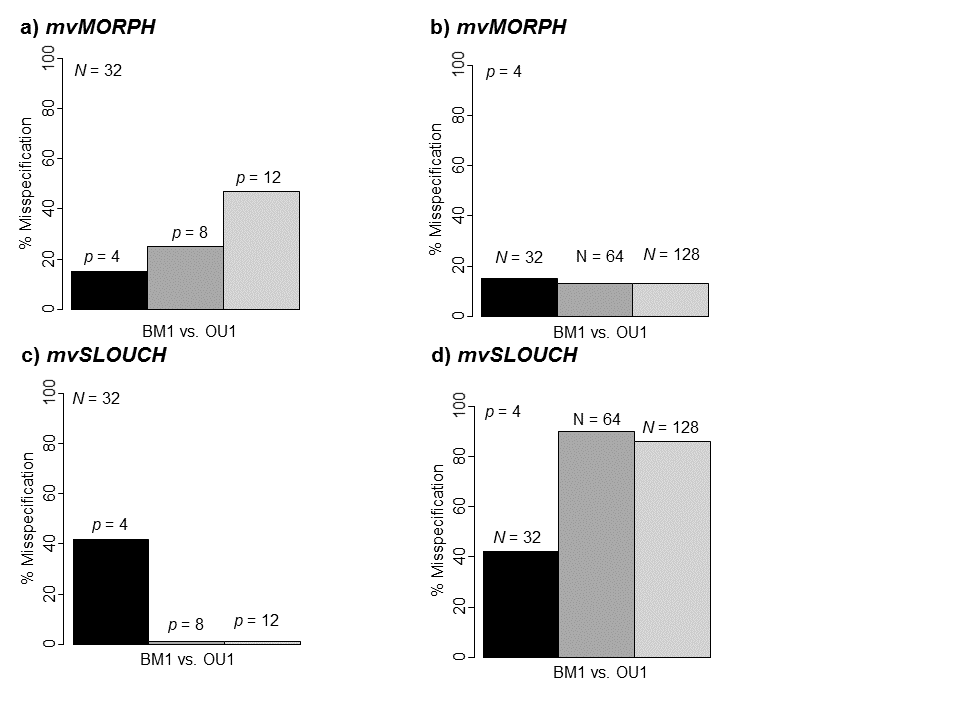 a) mvMORPH
100
80
60
40
20
0
% Misspecification
N = 32
p = 4
p = 8
p = 12
BM1 vs. OU1
b) mvMORPH
100
80
60
40
20
0
% Misspecification
p = 4
N = 32
N = 64
N = 128
BM1 vs. OU1
c) mvSLOUCH
100
80
60
40
20
0
% Misspecification
N = 32
p = 4
p = 8
p = 12
BM1 vs. OU1
d) mvSLOUCH
100
80
60
40
20
0
% Misspecification
p = 4
N = 32
N = 64
N = 128
BM1 vs. OU1